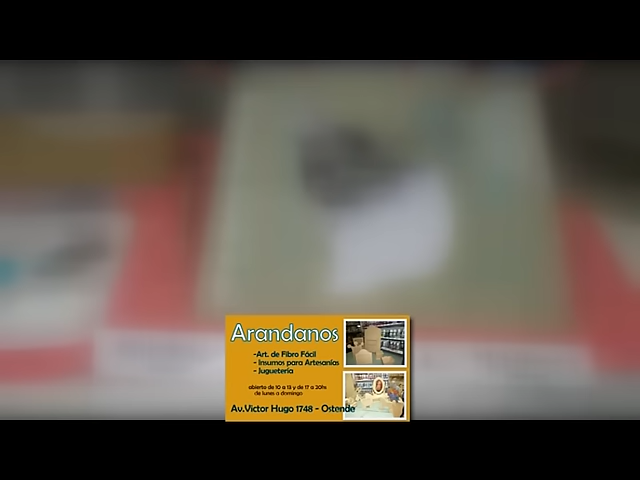 Arandanos
-Art. de Fibro Fácil
- Insumos para Artesanías
- Juguetería
abierto de 10 a 13 y de 17 a 20hs
de lunes a domingo
Av.Victor Hugo 1748 - Ostende